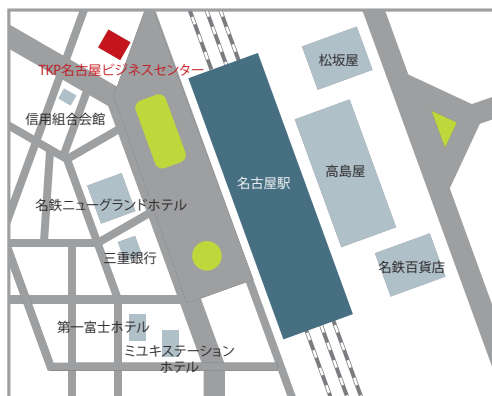 松坂屋
TKP名古屋ビジネスセンター
信用組合会館
高島屋
名古屋駅
名鉄ニューグランドホテル
三重銀行
名鉄百貨店
第一富士ホテル
ミユキステーション
ホテル